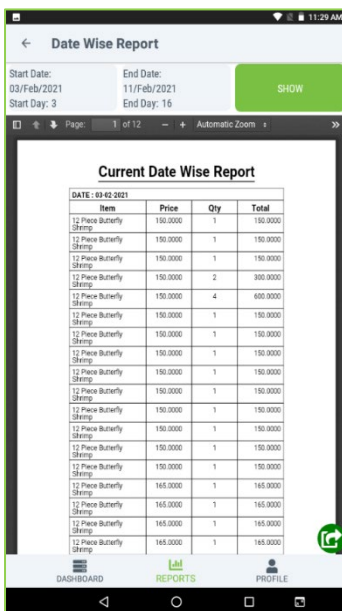 11:29 AM
Date Wise Report
Start Date:
03/Feb/2021
Start Day: 3
End Date:
11/Feb/2021
End Day: 16
SHOW
Page: 1 of 12 − + Automatic Zoom
Current Date Wise Report
DATE : 03-02-2021
Item Price Qty Total
12 Piece Butterfly 150.0000 1 150.0000
Shrimp
12 Piece Butterfly 150.0000 1 150.0000
Shrimp
12 Piece Butterfly 150.0000 1 150.0000
Shrimp
12 Piece Butterfly 150.0000 2 300.0000
Shrimp
12 Piece Butterfly 150.0000 4 600.0000
Shrimp
12 Piece Butterfly 150.0000 1 150.0000
Shrimp
12 Piece Butterfly 150.0000 1 150.0000
Shrimp
12 Piece Butterfly 150.0000 1 150.0000
Shrimp
12 Piece Butterfly 150.0000 1 150.0000
Shrimp
12 Piece Butterfly 150.0000 1 150.0000
Shrimp
12 Piece Butterfly 150.0000 1 150.0000
Shrimp
12 Piece Butterfly 150.0000 1 150.0000
Shrimp
12 Piece Butterfly 150.0000 1 150.0000
Shrimp
12 Piece Butterfly 150.0000 1 150.0000
Shrimp
12 Piece Butterfly 165.0000 1 165.0000
Shrimp
12 Piece Butterfly 165.0000 1 165.0000
Shrimp
12 Piece Butterfly 165.0000 1 165.0000
Shrimp
12 Piece Butterfly 165.0000 1 165.0000
Shrimp
DASHBOARD REPORTS PROFILE